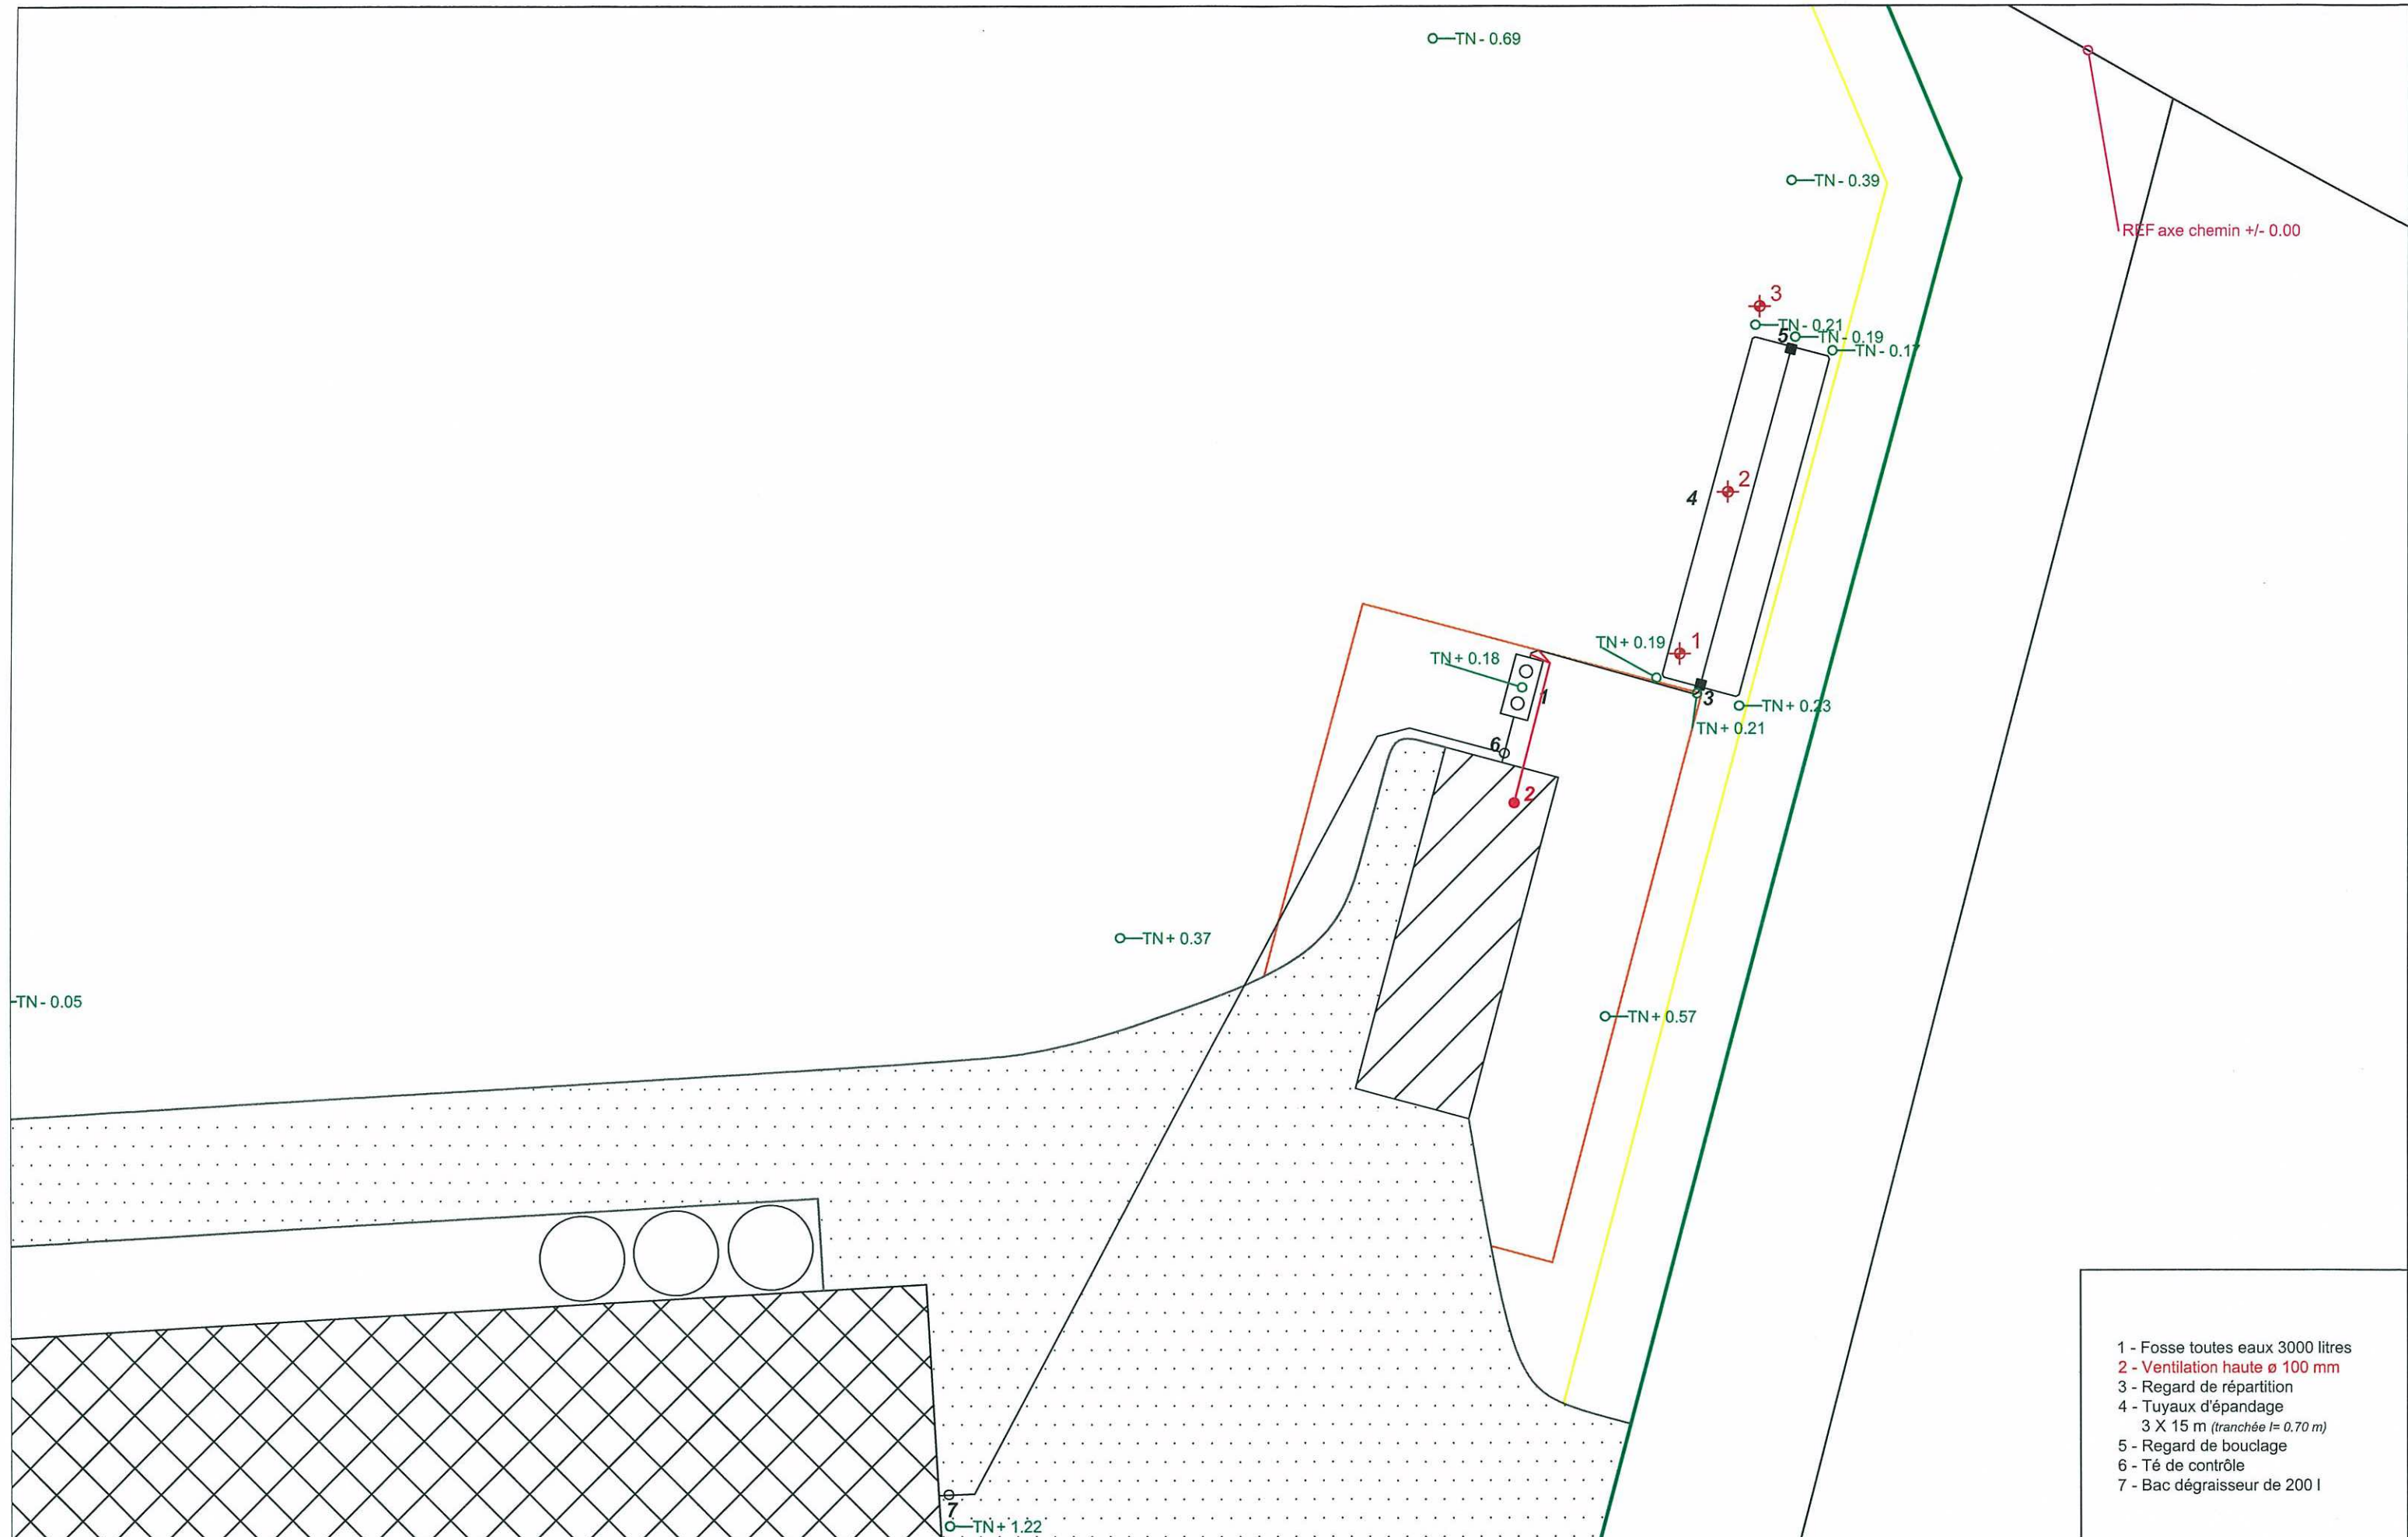 TN - 0.69
TN - 0.39
REF axe chemin +/- 0.00
3
TN - 0.21
5
TN - 0.19
TN - 0.17
2
4
1
TN + 0.19
TN + 0.18
1
3
TN + 0.23
TN + 0.21
6
2
TN + 0.37
TN - 0.05
TN + 0.57
7
TN + 1.22
1 - Fosse toutes eaux 3000 litres
2 - Ventilation haute ø 100 mm
3 - Regard de répartition
4 - Tuyaux d'épandage
3 X 15 m (tranchée l= 0.70 m)
5 - Regard de bouclage
6 - Té de contrôle
7 - Bac dégraisseur de 200 l